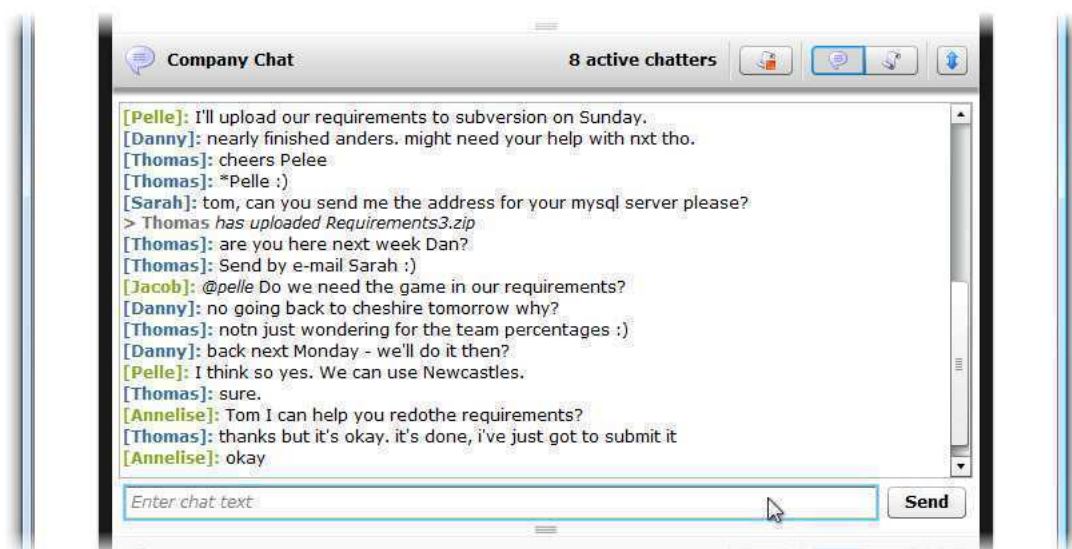 Company Chat
8 active chatters
[Pelle]: I'll upload our requirements to subversion on Sunday.
[Danny]: nearly finished anders. might need your help with nxt tho.
[Thomas]: cheers Pelee
[Thomas]: *Pelle :)
[Sarah]: tom, can you send me the address for your mysql server please?
> Thomas has uploaded Requirements3.zip
[Thomas]: are you here next week Dan?
[Thomas]: Send by e-mail Sarah :)
[Jacob]: @pelle Do we need the game in our requirements?
[Danny]: no going back to cheshire tomorrow why?
[Thomas]: notn just wondering for the team percentages :)
[Danny]: back next Monday - we'll do it then?
[Pelle]: I think so yes. We can use Newcastles.
[Thomas]: sure.
[Annelise]: Tom I can help you redothe requirements?
[Thomas]: thanks but it's okay. it's done, i've just got to submit it
[Annelise]: okay
Enter chat text
Send